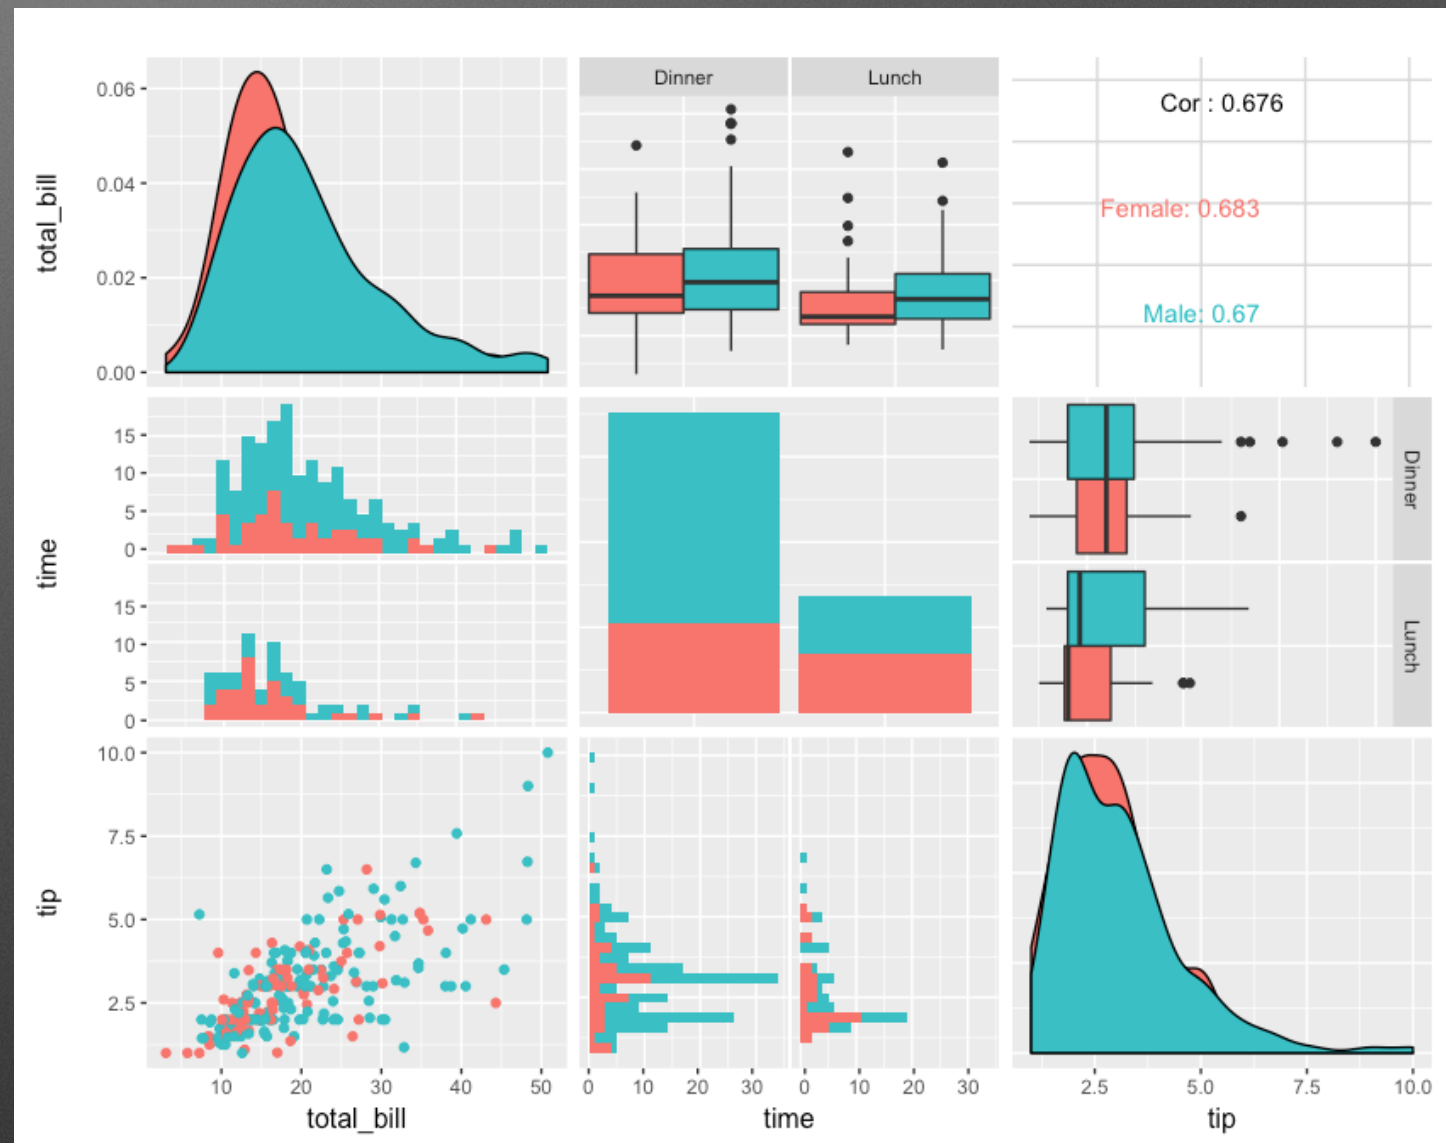 Dinner
Lunch
total_bill
0.06
0.04
0.02
0.00
Cor : 0.676
Female: 0.683
Male: 0.67
time
15
10
5
0
15
10
5
0
Dinner
Lunch
tip
10.0
7.5
5.0
2.5
10 20 30 40 50
0 10 20 30
0 10 20 30
2.5 5.0 7.5 10.0
total_bill
time
tip